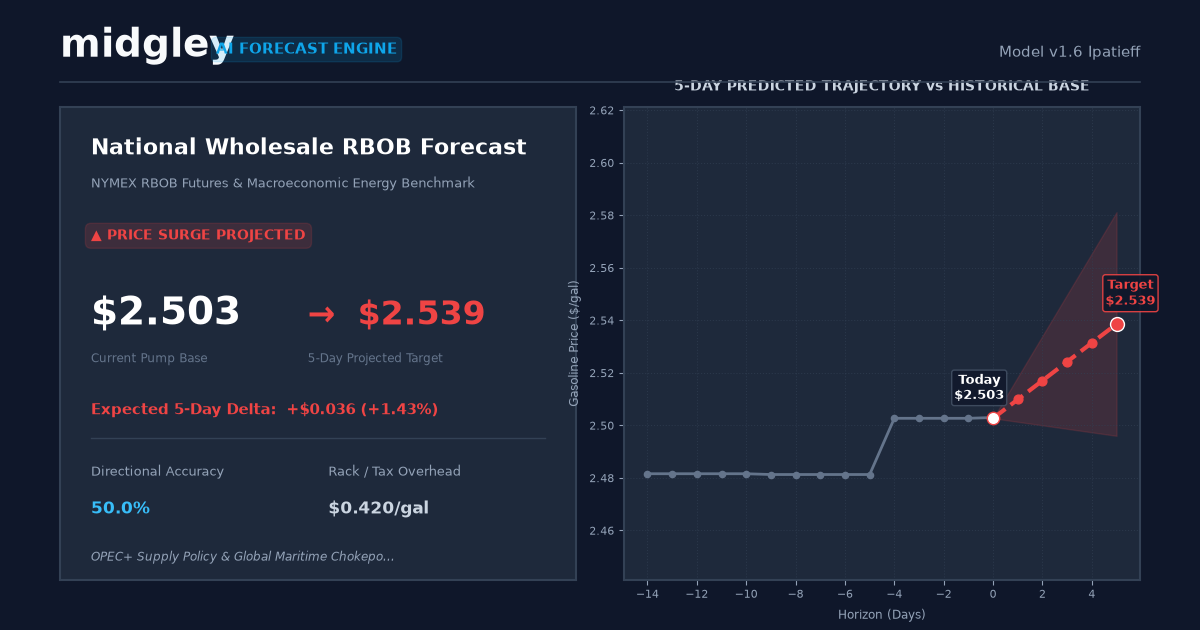 midgley
AI FORECAST ENGINE
Model v1.6 Ipatieff
National Wholesale RBOB Forecast
NYMEX RBOB Futures & Macroeconomic Energy Benchmark
▲ PRICE SURGE PROJECTED
$2.503
→ $2.539
Current Pump Base
5-Day Projected Target
Expected 5-Day Delta: +$0.036 (+1.43%)
Directional Accuracy
Rack / Tax Overhead
50.0%
$0.420/gal
OPEC+ Supply Policy & Global Maritime Chokepo...
5-DAY PREDICTED TRAJECTORY vs HISTORICAL BASE
Gasoline Price ($/gal)
2.62
2.60
2.58
2.56
2.54
2.52
2.50
2.48
2.46
Target
$2.539
Today
$2.503
−14 −12 −10 −8 −6 −4 −2 0 2 4
Horizon (Days)